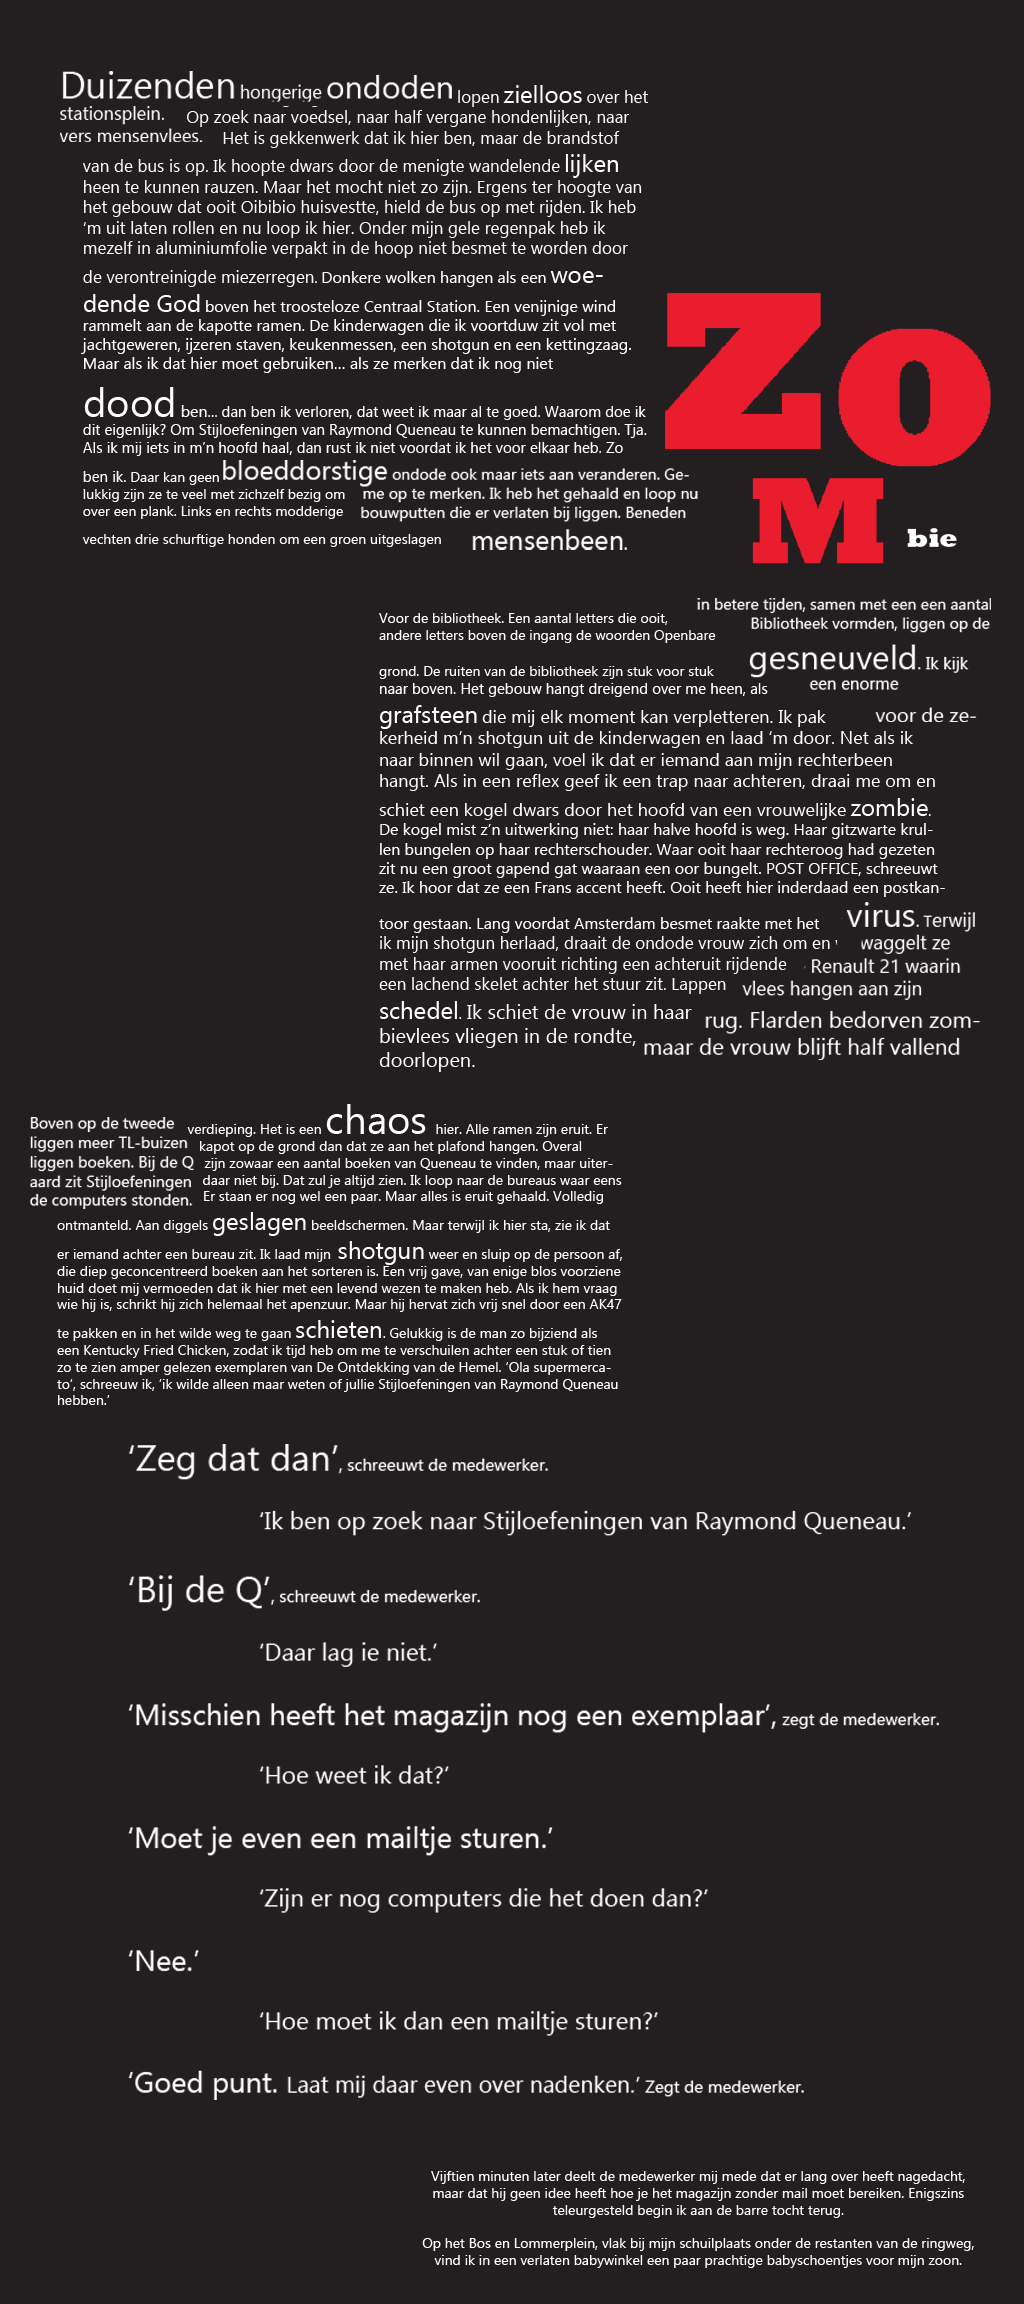 Duizenden hongerige ondoden lopen zielloos over het
stationsplein. Op zoek naar voedsel, naar half vergane hondenlijken, naar
vers mensenvlees. Het is gekkenwerk dat ik hier ben, maar de brandstof
van de bus is op. Ik hoopte dwars door de menigte wandelende lijken
heen te kunnen rauzen. Maar het mocht niet zo zijn. Ergens ter hoogte van
het gebouw dat ooit Oibibio huisvestte, hield de bus op met rijden. Ik heb
‘m uit laten rollen en nu loop ik hier. Onder mijn gele regenpak heb ik
mezelf in aluminiumfolie verpakt in de hoop niet besmet te worden door
de verontreinigde miezerregen. Donkere wolken hangen als een woe-
dende God boven het troosteloze Centraal Station. Een venijnige wind
rammelt aan de kapotte ramen. De kinderwagen die ik voortduw zit vol met
jachtgeweren, ijzeren staven, keukenmessen, een shotgun en een kettingzaag.
Maar als ik dat hier moet gebruiken... als ze merken dat ik nog niet
dood ben... dan ben ik verloren, dat weet ik maar al te goed. Waarom doe ik
dit eigenlijk? Om Stijloefeningen van Raymond Queneau te kunnen bemachtigen. Tja.
Als ik mij iets in m’n hoofd haal, dan rust ik niet voordat ik het voor elkaar heb. Zo
ben ik. Daar kan geen bloeddorstige ondode ook maar iets aan veranderen. Ge-
lukkig zijn ze te veel met zichzelf bezig om me op te merken. Ik heb het gehaald en loop nu
over een plank. Links en rechts modderige bouwputten die er verlaten bij liggen. Beneden
vechten drie schurftige honden om een groen uitgeslagen mensenbeen.
Zo
M
bie
Voor de bibliotheek. Een aantal letters die ooit, in betere tijden, samen met een een aantal
andere letters boven de ingang de woorden Openbare Bibliotheek vormden, liggen op de
grond. De ruiten van de bibliotheek zijn stuk voor stuk gesneuveld. Ik kijk
naar boven. Het gebouw hangt dreigend over me heen, als een enorme
grafsteen die mij elk moment kan verpletteren. Ik pak voor de ze-
kerheid m’n shotgun uit de kinderwagen en laad ‘m door. Net als ik
naar binnen wil gaan, voel ik dat er iemand aan mijn rechterbeen
hangt. Als in een reflex geef ik een trap naar achteren, draai me om en
schiet een kogel dwars door het hoofd van een vrouwelijke zombie.
De kogel mist z’n uitwerking niet: haar halve hoofd is weg. Haar gitzwarte krul-
len bungelen op haar rechterschouder. Waar ooit haar rechteroog had gezeten
zit nu een groot gapend gat waaraan een oor bungelt. POST OFFICE, schreeuwt
ze. Ik hoor dat ze een Frans accent heeft. Ooit heeft hier inderdaad een postkan-
toor gestaan. Lang voordat Amsterdam besmet raakte met het virus. Terwijl
ik mijn shotgun herlaad, draait de ondode vrouw zich om en waggelt ze
met haar armen vooruit richting een achteruit rijdende Renault 21 waarin
een lachend skelet achter het stuur zit. Lappen vlees hangen aan zijn
schedel. Ik schiet de vrouw in haar rug. Flarden bedorven zom-
bievlees vliegen in de rondte, maar de vrouw blijft half vallend
doorlopen.
Boven op de tweede verdieping. Het is een chaos hier. Alle ramen zijn eruit. Er
liggen meer TL-buizen kapot op de grond dan dat ze aan het plafond hangen. Overal
liggen boeken. Bij de Q zijn zowaar een aantal boeken van Queneau te vinden, maar uiter-
aard zit Stijloefeningen daar niet bij. Dat zul je altijd zien. Ik loop naar de bureaus waar eens
de computers stonden. Er staan er nog wel een paar. Maar alles is eruit gehaald. Volledig
ontmanteld. Aan diggels geslagen beeldschermen. Maar terwijl ik hier sta, zie ik dat
er iemand achter een bureau zit. Ik laad mijn shotgun weer en sluip op de persoon af,
die diep geconcentreerd boeken aan het sorteren is. Een vrij gave, van enige blos voorziene
huid doet mij vermoeden dat ik hier met een levend wezen te maken heb. Als ik hem vraag
wie hij is, schrikt hij zich helemaal het apenzuur. Maar hij hervat zich vrij snel door een AK47
te pakken en in het wilde weg te gaan schieten. Gelukkig is de man zo bijziend als
een Kentucky Fried Chicken, zodat ik tijd heb om me te verschuilen achter een stuk of tien
zo te zien amper gelezen exemplaren van De Ontdekking van de Hemel. ‘Ola supermerca-
to’, schreeuw ik, ‘ik wilde alleen maar weten of jullie Stijloefeningen van Raymond Queneau
hebben.’
‘Zeg dat dan’, schreeuwt de medewerker.
‘Ik ben op zoek naar Stijloefeningen van Raymond Queneau.’
‘Bij de Q’, schreeuwt de medewerker.
‘Daar lag ie niet.’
‘Misschien heeft het magazijn nog een exemplaar’, zegt de medewerker.
‘Hoe weet ik dat?’
‘Moet je even een mailtje sturen.’
‘Zijn er nog computers die het doen dan?’
‘Nee.’
‘Hoe moet ik dan een mailtje sturen?’
‘Goed punt. Laat mij daar even over nadenken.’ Zegt de medewerker.
Vijftien minuten later deelt de medewerker mij mede dat er lang over heeft nagedacht,
maar dat hij geen idee heeft hoe je het magazijn zonder mail moet bereiken. Enigszins
teleurgesteld begin ik aan de barre tocht terug.
Op het Bos en Lommerplein, vlak bij mijn schuilplaats onder de restanten van de ringweg,
vind ik in een verlaten babywinkel een paar prachtige babyschoentjes voor mijn zoon.